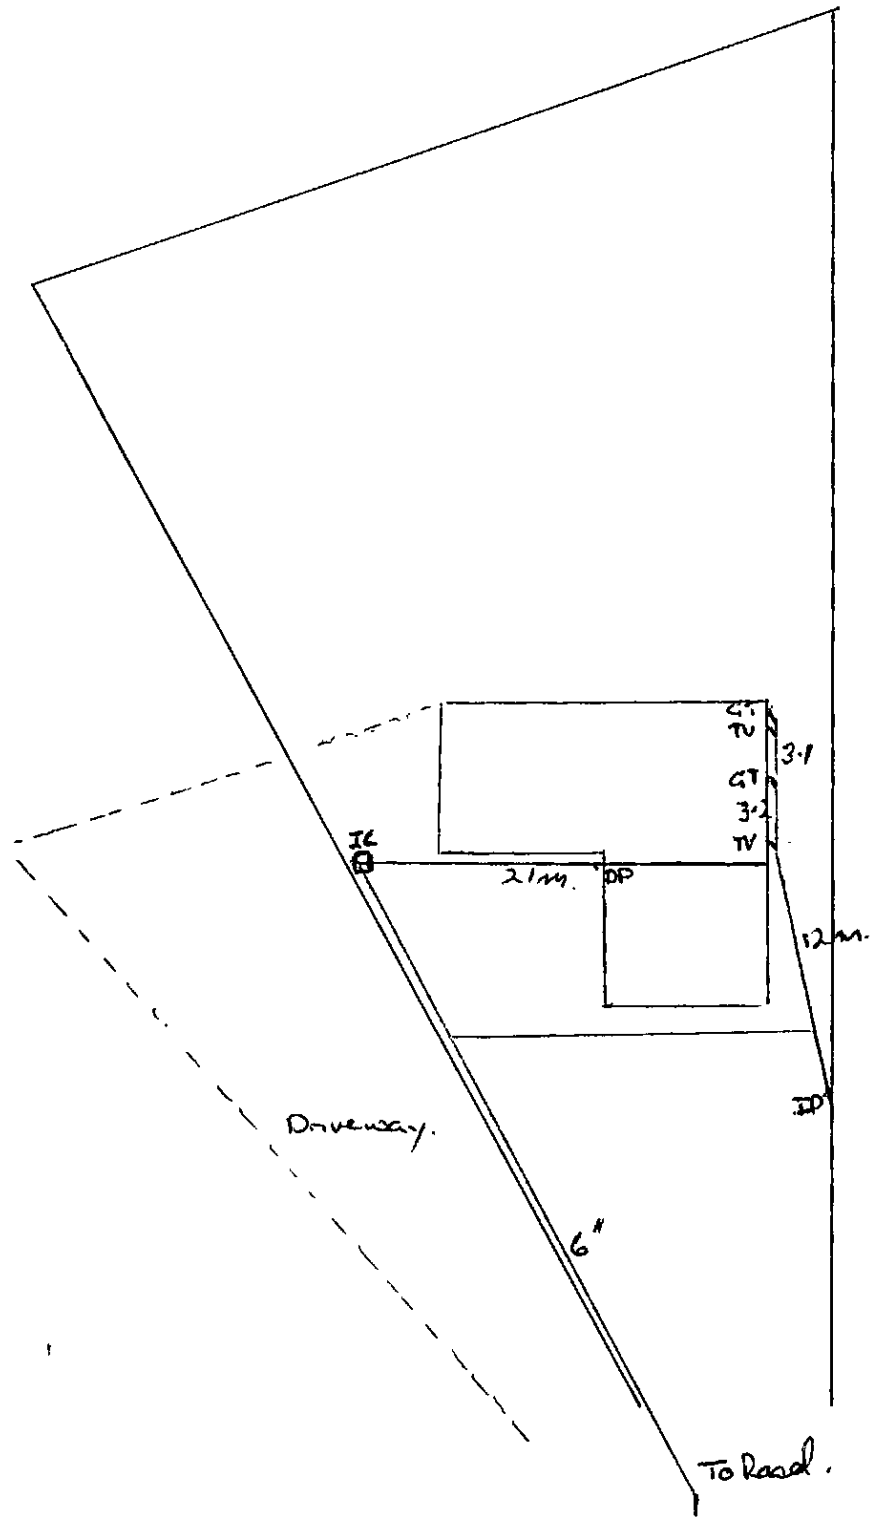 GT
TV
3.1
GT
3.2
IC
TV
21m.
DP
12m.
IP
Driveway.
6"
To Road.